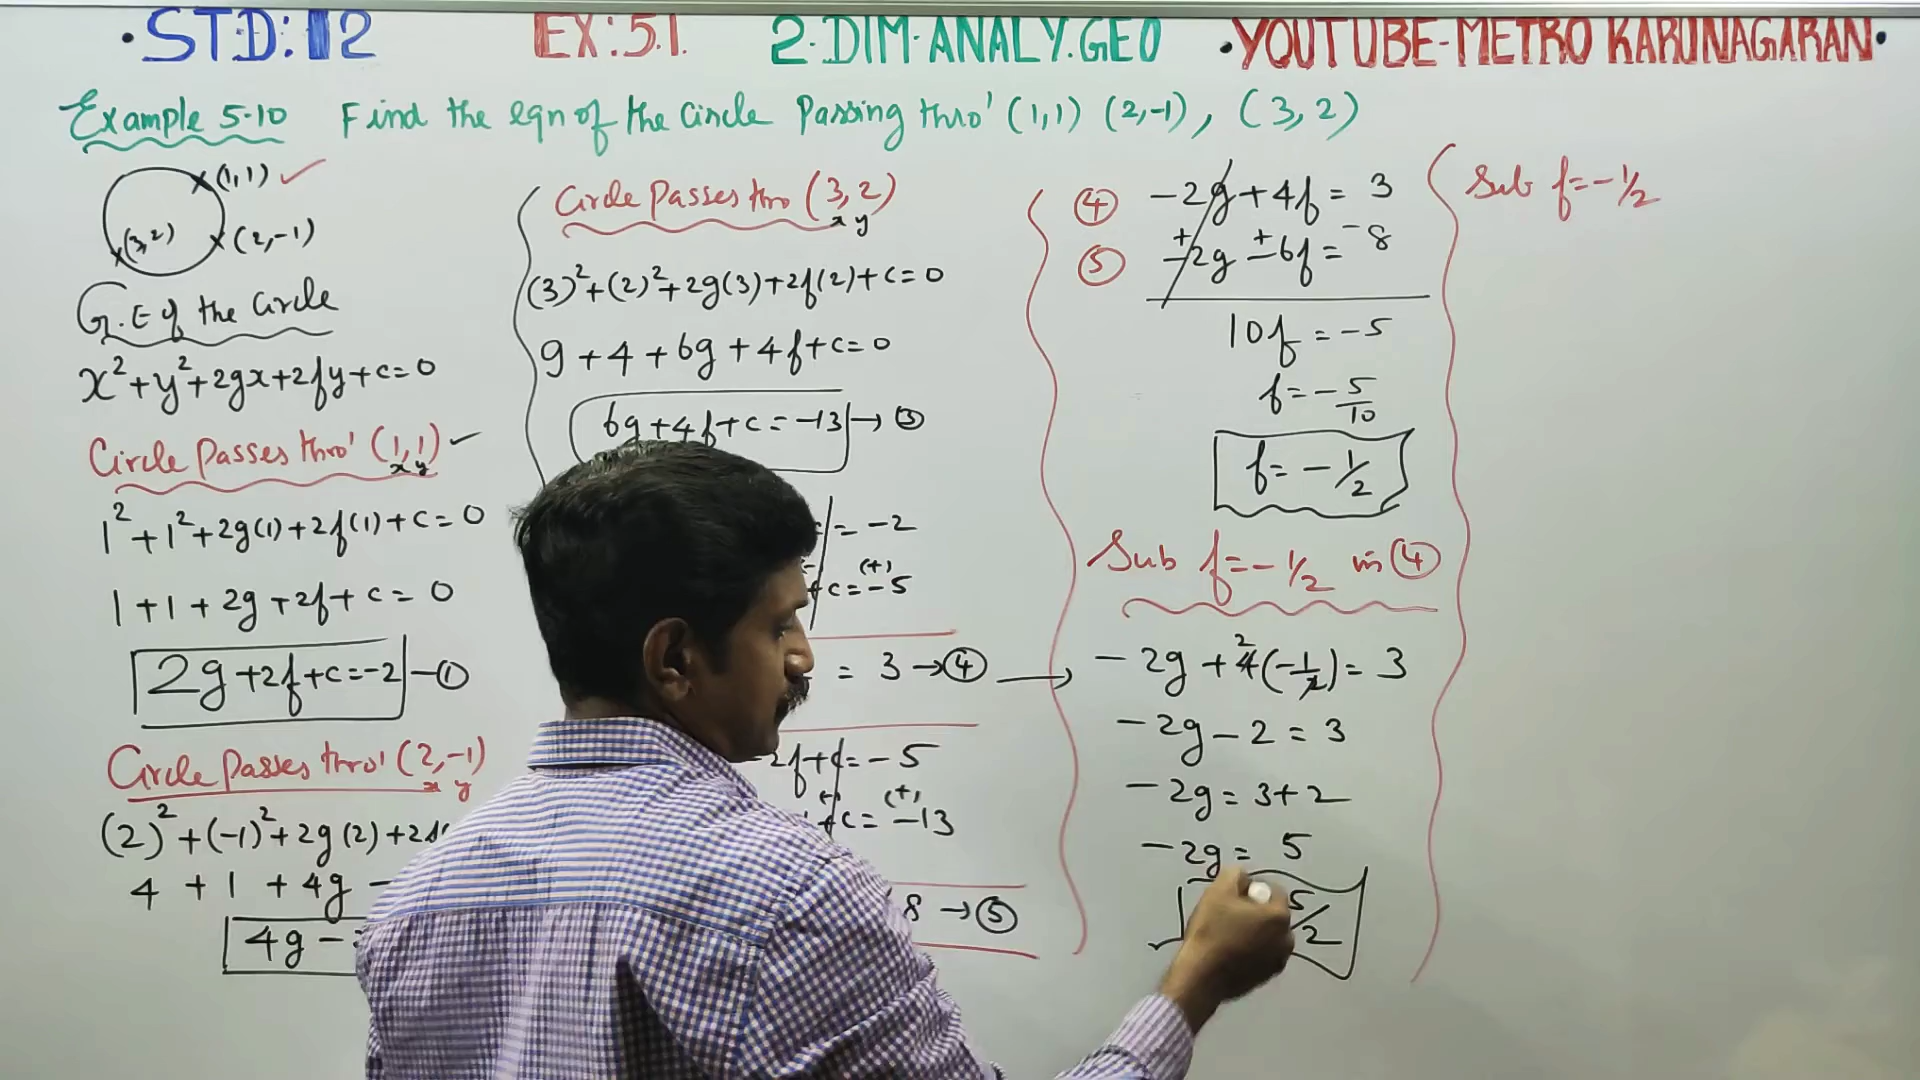 • STD: 12 EX: 5.1. 2-DIM-ANALY.GEO • YOUTUBE-METRO KARUNAGARAN •
Example 5.10 Find the eqn of the Circle Passing thro' (1,1) (2,-1), (3,2)
(1,1) ✓
(3,2) (2,-1)
G.E of the Circle
x²+y²+2gx+2fy+c=0
Circle Passes thro' (1,1) ✓
x y
1²+1²+2g(1)+2f(1)+c=0
1+1+2g+2f+c=0
2g+2f+c=-2 —①
Circle Passes thro' (2,-1)
x y
(2)²+(-1)²+2g(2)+2f
4 + 1 + 4g -
4g -
Circle Passes thro (3,2)
x y
(3)²+(2)²+2g(3)+2f(2)+c=0
9+4+6g+4f+c=0
6g+4f+c=-13 → ③
= -2
(+)
+c=-5
= 3 → ④ →
2f+c=-5
(-) (+)
+c= -13
8 → ⑤
④ -2g+4f= 3
+ + -
⑤ -2g-6f= 8
10f=-5
f=-5/10
f=-1/2
Sub f=-1/2 in ④
-2g+4(-1/2)=3
2
-2g-2=3
-2g=3+2
-2g= 5
5/2
Sub f=-1/2